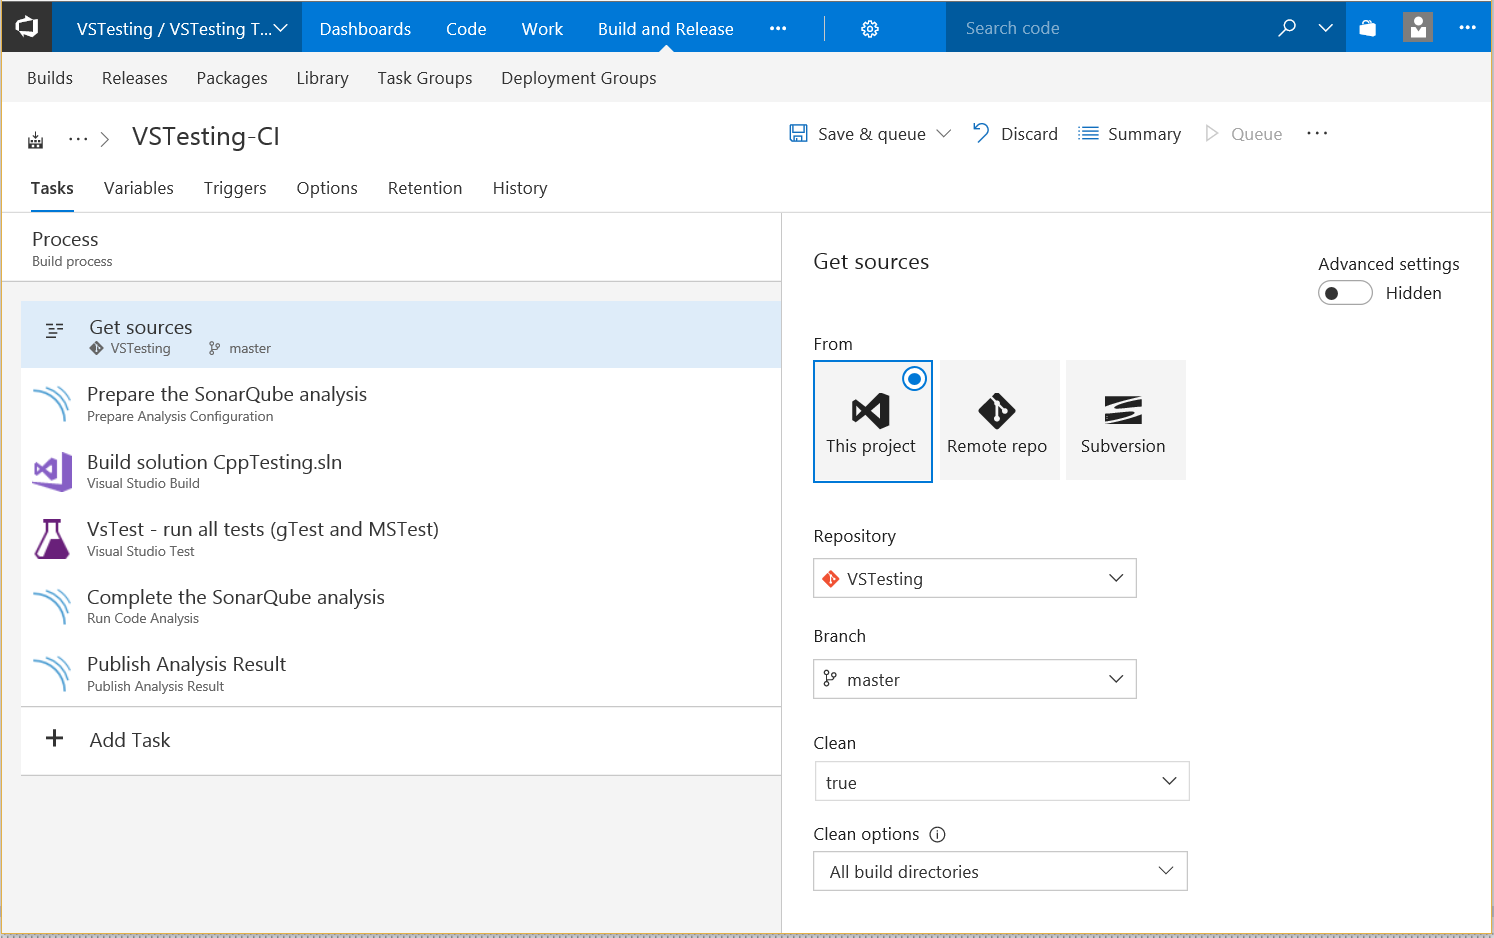 VSTesting / VSTesting T... Dashboards Code Work Build and Release ... Search code ...
Builds Releases Packages Library Task Groups Deployment Groups
... VSTesting-CI Save & queue Discard Summary Queue ...
Tasks Variables Triggers Options Retention History
Process
Build process
Get sources
VSTesting master
Prepare the SonarQube analysis
Prepare Analysis Configuration
Build solution CppTesting.sln
Visual Studio Build
VsTest - run all tests (gTest and MSTest)
Visual Studio Test
Complete the SonarQube analysis
Run Code Analysis
Publish Analysis Result
Publish Analysis Result
+ Add Task
Get sources
Advanced settings
Hidden
From
This project Remote repo Subversion
Repository
VSTesting
Branch
master
Clean
true
Clean options
All build directories